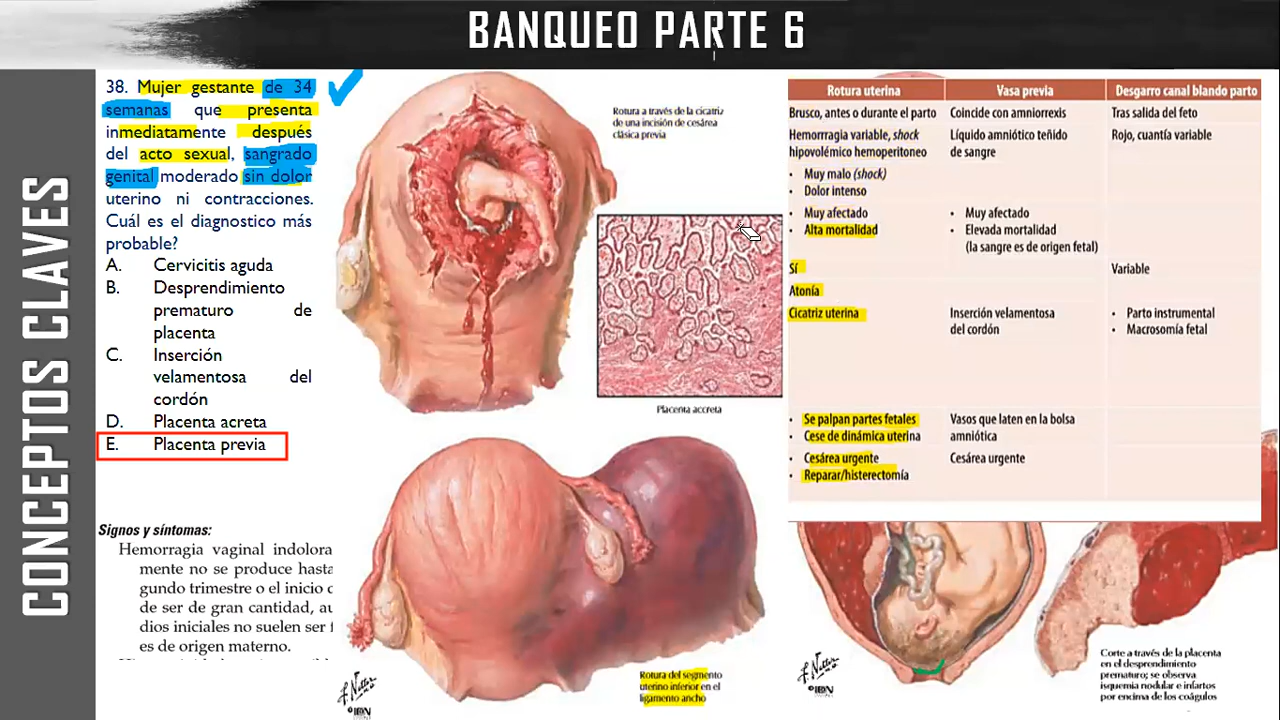 BANQUEO PARTE 6
CONCEPTOS CLAVES
38. Mujer gestante de 34
semanas que presenta
inmediatamente después
del acto sexual, sangrado
genital moderado sin dolor
uterino ni contracciones.
Cuál es el diagnostico más
probable?
A. Cervicitis aguda
B. Desprendimiento
prematuro de
placenta
C. Inserción
velamentosa del
cordón
D. Placenta acreta
E. Placenta previa
Signos y síntomas:
Hemorragia vaginal indolora
mente no se produce hasta
gundo trimestre o el inicio
de ser de gran cantidad, au
dios iniciales no suelen ser
es de origen materno.
Rotura a través de la cicatriz
de una incisión de cesárea
clásica previa
Placenta accreta
Rotura del segmento
uterino inferior en el
ligamento ancho
Rotura uterina Vasa previa Desgarro canal blando parto
Brusco, antes o durante el parto Coincide con amniorrexis Tras salida del feto
Hemorrragia variable, shock Líquido amniótico teñido Rojo, cuantía variable
hipovolémico hemoperitoneo de sangre
• Muy malo (shock)
• Dolor intenso
• Muy afectado • Muy afectado
• Alta mortalidad • Elevada mortalidad
(la sangre es de origen fetal)
Sí Variable
Atonía
Cicatriz uterina Inserción velamentosa • Parto instrumental
del cordón • Macrosomía fetal
• Se palpan partes fetales Vasos que laten en la bolsa
• Cese de dinámica uterina amniótica
• Cesárea urgente Cesárea urgente
• Reparar/histerectomía
Corte a través de la placenta
en el desprendimiento
prematuro; se observa
isquemia nodular e infartos
por encima de los coágulos